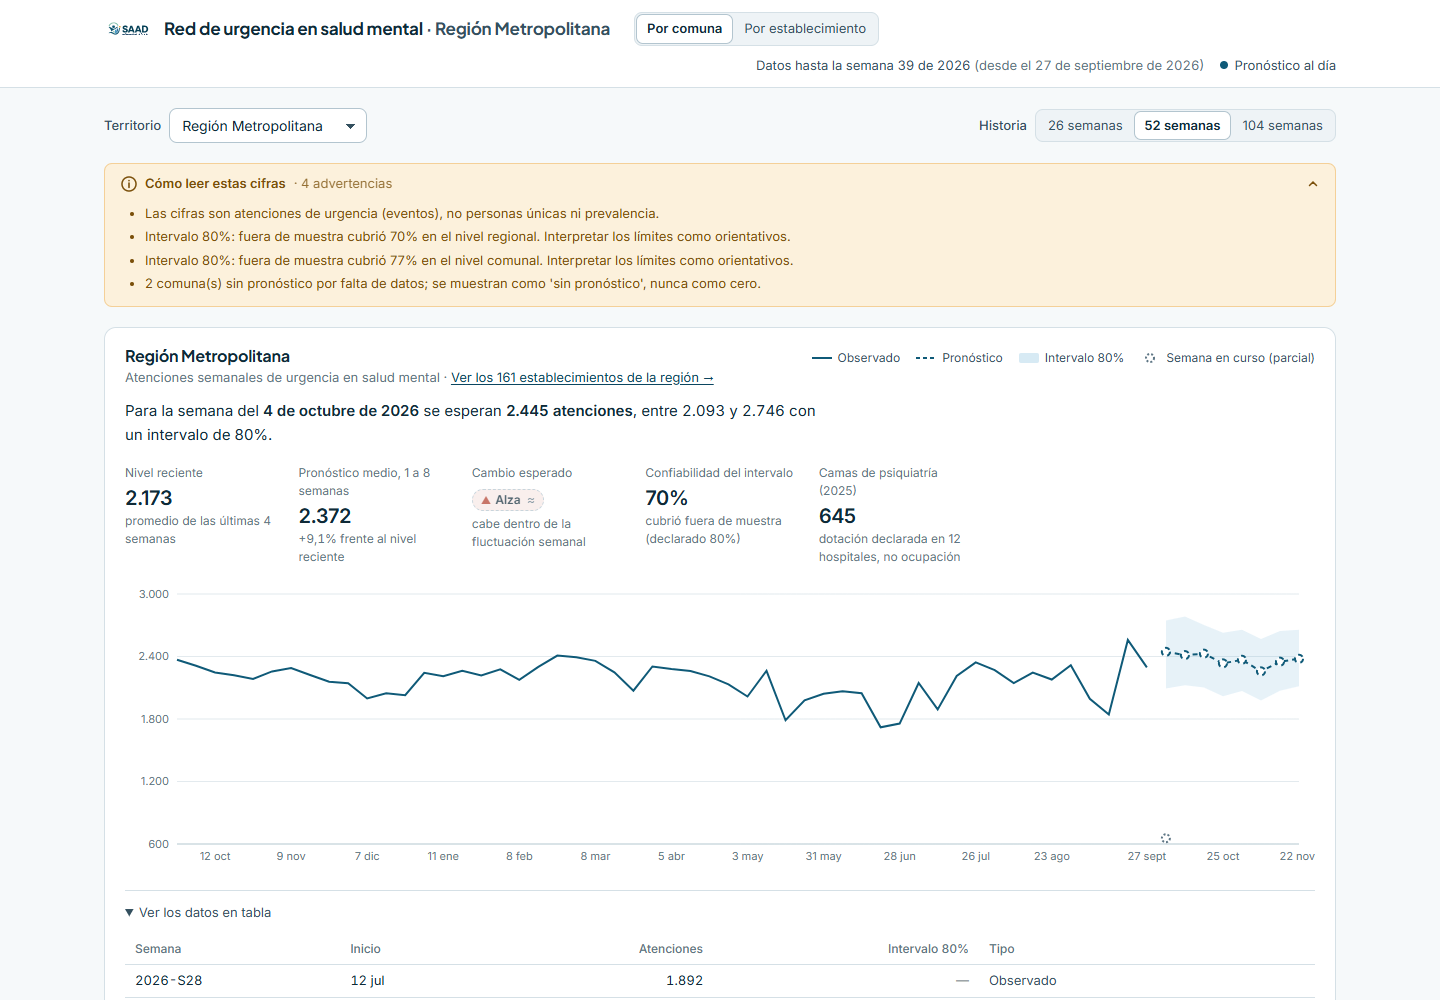 SAAD
Red de urgencia en salud mental · Región Metropolitana
Por comuna
Por establecimiento
Datos hasta la semana 39 de 2026 (desde el 27 de septiembre de 2026)
Pronóstico al día
Territorio
Región Metropolitana
Historia
26 semanas
52 semanas
104 semanas
Cómo leer estas cifras · 4 advertencias
• Las cifras son atenciones de urgencia (eventos), no personas únicas ni prevalencia.
• Intervalo 80%: fuera de muestra cubrió 70% en el nivel regional. Interpretar los límites como orientativos.
• Intervalo 80%: fuera de muestra cubrió 77% en el nivel comunal. Interpretar los límites como orientativos.
• 2 comuna(s) sin pronóstico por falta de datos; se muestran como 'sin pronóstico', nunca como cero.
Región Metropolitana
Atenciones semanales de urgencia en salud mental · Ver los 161 establecimientos de la región →
Observado
Pronóstico
Intervalo 80%
Semana en curso (parcial)
Para la semana del 4 de octubre de 2026 se esperan 2.445 atenciones, entre 2.093 y 2.746 con
un intervalo de 80%.
Nivel reciente
2.173
promedio de las últimas 4
semanas
Pronóstico medio, 1 a 8
semanas
2.372
+9,1% frente al nivel
reciente
Cambio esperado
▲ Alza ≈
cabe dentro de la
fluctuación semanal
Confiabilidad del intervalo
70%
cubrió fuera de muestra
(declarado 80%)
Camas de psiquiatría
(2025)
645
dotación declarada en 12
hospitales, no ocupación
3.000
2.400
1.800
1.200
600
12 oct
9 nov
7 dic
11 ene
8 feb
8 mar
5 abr
3 may
31 may
28 jun
26 jul
23 ago
27 sept
25 oct
22 nov
▼ Ver los datos en tabla
Semana Inicio Atenciones Intervalo 80% Tipo
2026-S28 12 jul 1.892 — Observado